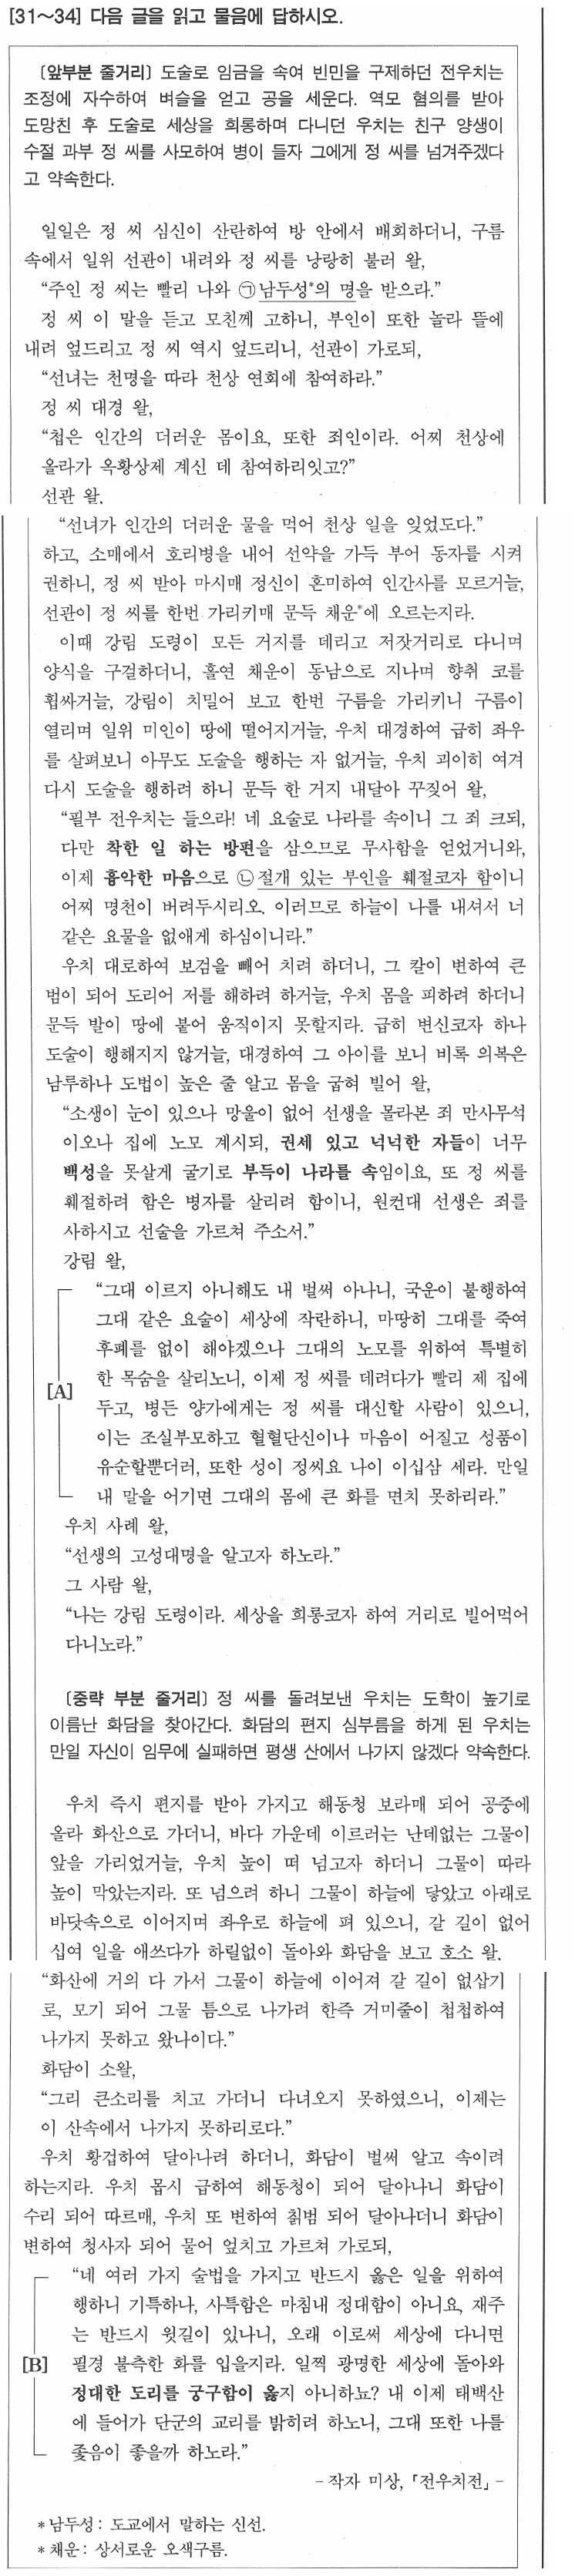 [31~34] 다음 글을 읽고 물음에 답하시오.
〔앞부분 줄거리〕 도술로 임금을 속여 빈민을 구제하던 전우치는
조정에 자수하여 벼슬을 얻고 공을 세운다. 역모 혐의를 받아
도망친 후 도술로 세상을 희롱하며 다니던 우치는 친구 양생이
수절 과부 정 씨를 사모하여 병이 들자 그에게 정 씨를 넘겨주겠다
고 약속한다.
일일은 정 씨 심신이 산란하여 방 안에서 배회하더니, 구름
속에서 일위 선관이 내려와 정 씨를 낭랑히 불러 왈,
“주인 정 씨는 빨리 나와 ㉠남두성*의 명을 받으라.”
정 씨 이 말을 듣고 모친께 고하니, 부인이 또한 놀라 뜰에
내려 엎드리고 정 씨 역시 엎드리니, 선관이 가로되,
“선녀는 천명을 따라 천상 연회에 참여하라.”
정 씨 대경 왈,
“첩은 인간의 더러운 몸이요, 또한 죄인이라. 어찌 천상에
올라가 옥황상제 계신 데 참여하리잇고?”
선관 왈,
“선녀가 인간의 더러운 물을 먹어 천상 일을 잊었도다.”
하고, 소매에서 호리병을 내어 선약을 가득 부어 동자를 시켜
권하니, 정 씨 받아 마시매 정신이 혼미하여 인간사를 모르거늘,
선관이 정 씨를 한번 가리키매 문득 채운*에 오르는지라.
이때 강림 도령이 모든 거지를 데리고 저잣거리로 다니며
양식을 구걸하더니, 홀연 채운이 동남으로 지나며 향취 코를
휩싸거늘, 강림이 치밀어 보고 한번 구름을 가리키니 구름이
열리며 일위 미인이 땅에 떨어지거늘, 우치 대경하여 급히 좌우
를 살펴보니 아무도 도술을 행하는 자 없거늘, 우치 괴이히 여겨
다시 도술을 행하려 하니 문득 한 거지 내달아 꾸짖어 왈,
“필부 전우치는 들으라! 네 요술로 나라를 속이니 그 죄 크되,
다만 착한 일 하는 방편을 삼으므로 무사함을 얻었거니와,
이제 흉악한 마음으로 ㉡절개 있는 부인을 훼절코자 함이니
어찌 명천이 버려두시리오. 이러므로 하늘이 나를 내셔서 너
같은 요물을 없애게 하심이니라.”
우치 대로하여 보검을 빼어 치려 하더니, 그 칼이 변하여 큰
범이 되어 도리어 저를 해하려 하거늘, 우치 몸을 피하려 하더니
문득 발이 땅에 붙어 움직이지 못할지라. 급히 변신코자 하나
도술이 행해지지 않거늘, 대경하여 그 아이를 보니 비록 의복은
남루하나 도법이 높은 줄 알고 몸을 굽혀 빌어 왈,
“소생이 눈이 있으나 망울이 없어 선생을 몰라본 죄 만사무석
이오나 집에 노모 계시되, 권세 있고 넉넉한 자들이 너무
백성을 못살게 굴기로 부득이 나라를 속임이요, 또 정 씨를
훼절하려 함은 병자를 살리려 함이니, 원컨대 선생은 죄를
사하시고 선술을 가르쳐 주소서.”
강림 왈,
“그대 이르지 아니해도 내 벌써 아나니, 국운이 불행하여
그대 같은 요술이 세상에 작란하니, 마땅히 그대를 죽여
후폐를 없이 해야겠으나 그대의 노모를 위하여 특별히
한 목숨을 살리노니, 이제 정 씨를 데려다가 빨리 제 집에
[A] 두고, 병든 양가에게는 정 씨를 대신할 사람이 있으니,
이는 조실부모하고 혈혈단신이나 마음이 어질고 성품이
유순할뿐더러, 또한 성이 정씨요 나이 이십삼 세라. 만일
내 말을 어기면 그대의 몸에 큰 화를 면치 못하리라.”
우치 사례 왈,
“선생의 고성대명을 알고자 하노라.”
그 사람 왈,
“나는 강림 도령이라. 세상을 희롱코자 하여 거리로 빌어먹어
다니노라.”
〔중략 부분 줄거리〕 정 씨를 돌려보낸 우치는 도학이 높기로
이름난 화담을 찾아간다. 화담의 편지 심부름을 하게 된 우치는
만일 자신이 임무에 실패하면 평생 산에서 나가지 않겠다 약속한다.
우치 즉시 편지를 받아 가지고 해동청 보라매 되어 공중에
올라 화산으로 가더니, 바다 가운데 이르러는 난데없는 그물이
앞을 가리었거늘, 우치 높이 떠 넘고자 하더니 그물이 따라
높이 막았는지라. 또 넘으려 하니 그물이 하늘에 닿았고 아래로
바닷속으로 이어지며 좌우로 하늘에 펴 있으니, 갈 길이 없어
십여 일을 애쓰다가 하릴없이 돌아와 화담을 보고 호소 왈,
“화산에 거의 다 가서 그물이 하늘에 이어져 갈 길이 없삽기
로, 모기 되어 그물 틈으로 나가려 한즉 거미줄이 첩첩하여
나가지 못하고 왔나이다.”
화담이 소왈,
“그리 큰소리를 치고 가더니 다녀오지 못하였으니, 이제는
이 산속에서 나가지 못하리로다.”
우치 황겁하여 달아나려 하더니, 화담이 벌써 알고 속이려
하는지라. 우치 몹시 급하여 해동청이 되어 달아나니 화담이
수리 되어 따르매, 우치 또 변하여 칡범 되어 달아나더니 화담이
변하여 청사자 되어 물어 엎치고 가르쳐 가로되,
“네 여러 가지 술법을 가지고 반드시 옳은 일을 위하여
행하니 기특하나, 사특함은 마침내 정대함이 아니요, 재주
는 반드시 윗길이 있나니, 오래 이로써 세상에 다니면
[B] 필경 불측한 화를 입을지라. 일찍 광명한 세상에 돌아와
정대한 도리를 궁구함이 옳지 아니하뇨? 내 이제 태백산
에 들어가 단군의 교리를 밝히려 하노니, 그대 또한 나를
좇음이 좋을까 하노라.”
- 작자 미상, 「전우치전」 -
* 남두성: 도교에서 말하는 신선.
* 채운: 상서로운 오색구름.